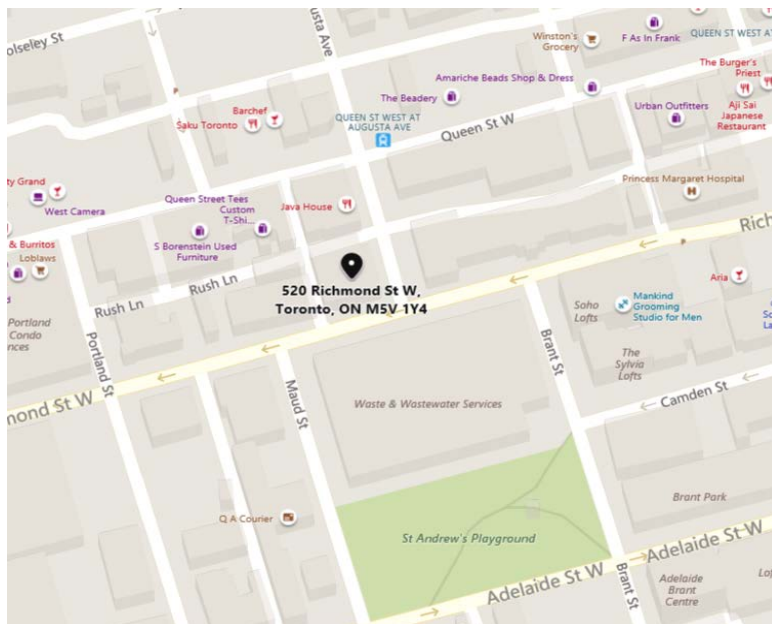 olseley St
usta Ave
Winston's
Grocery
F As In Frank
QUEEN ST WEST AT
The Burger's
Priest
Amariche Beads Shop & Dress
The Beadery
Urban Outfitters
Aji Sai
Japanese
Restaurant
Barchef
Saku Toronto
QUEEN ST WEST AT
AUGUSTA AVE
Queen St W
Princess Margaret Hospital
ty Grand
West Camera
Queen Street Tees
Custom
T-Shi...
Java House
S Borenstein Used
Furniture
& Burritos
Loblaws
d
Rush Ln
Rush Ln
520 Richmond St W,
Toronto, ON M5V 1Y4
Rich
Aria
Soho
Lofts
Mankind
Grooming
Studio for Men
So
La
Portland
Condo
nces
Portland St
Brant St
The
Sylvia
Lofts
Camden St
mond St W
Maud St
Waste & Wastewater Services
Brant Park
Q A Courier
St Andrew's Playground
Adelaide St W
Adelaide St W
Brant St
Adelaide
Brant
Centre
Lof